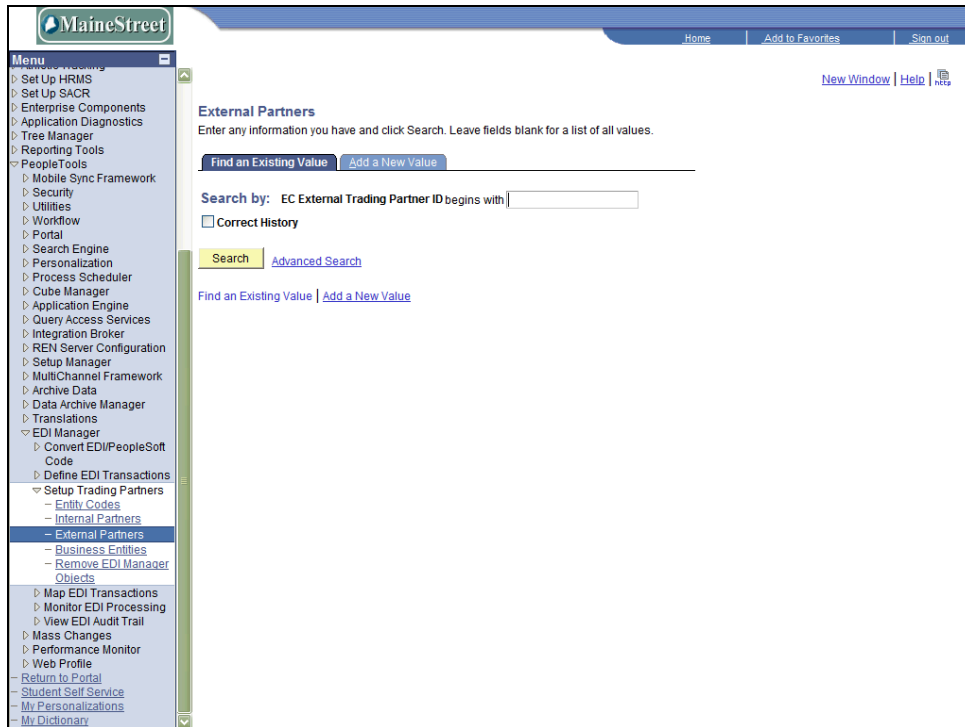 MaineStreet
Home
Add to Favorites
Sign out
Menu
Set Up HRMS
Set Up SACR
Enterprise Components
Application Diagnostics
Tree Manager
Reporting Tools
PeopleTools
Mobile Sync Framework
Security
Utilities
Workflow
Portal
Search Engine
Personalization
Process Scheduler
Cube Manager
Application Engine
Query Access Services
Integration Broker
REN Server Configuration
Setup Manager
MultiChannel Framework
Archive Data
Data Archive Manager
Translations
EDI Manager
Convert EDI/PeopleSoft
Code
Define EDI Transactions
Setup Trading Partners
– Entity Codes
– Internal Partners
– External Partners
– Business Entities
– Remove EDI Manager
Objects
Map EDI Transactions
Monitor EDI Processing
View EDI Audit Trail
Mass Changes
Performance Monitor
Web Profile
– Return to Portal
– Student Self Service
– My Personalizations
– My Dictionary
New Window | Help | http
External Partners
Enter any information you have and click Search. Leave fields blank for a list of all values.
Find an Existing Value
Add a New Value
Search by: EC External Trading Partner ID begins with
Correct History
Search
Advanced Search
Find an Existing Value | Add a New Value